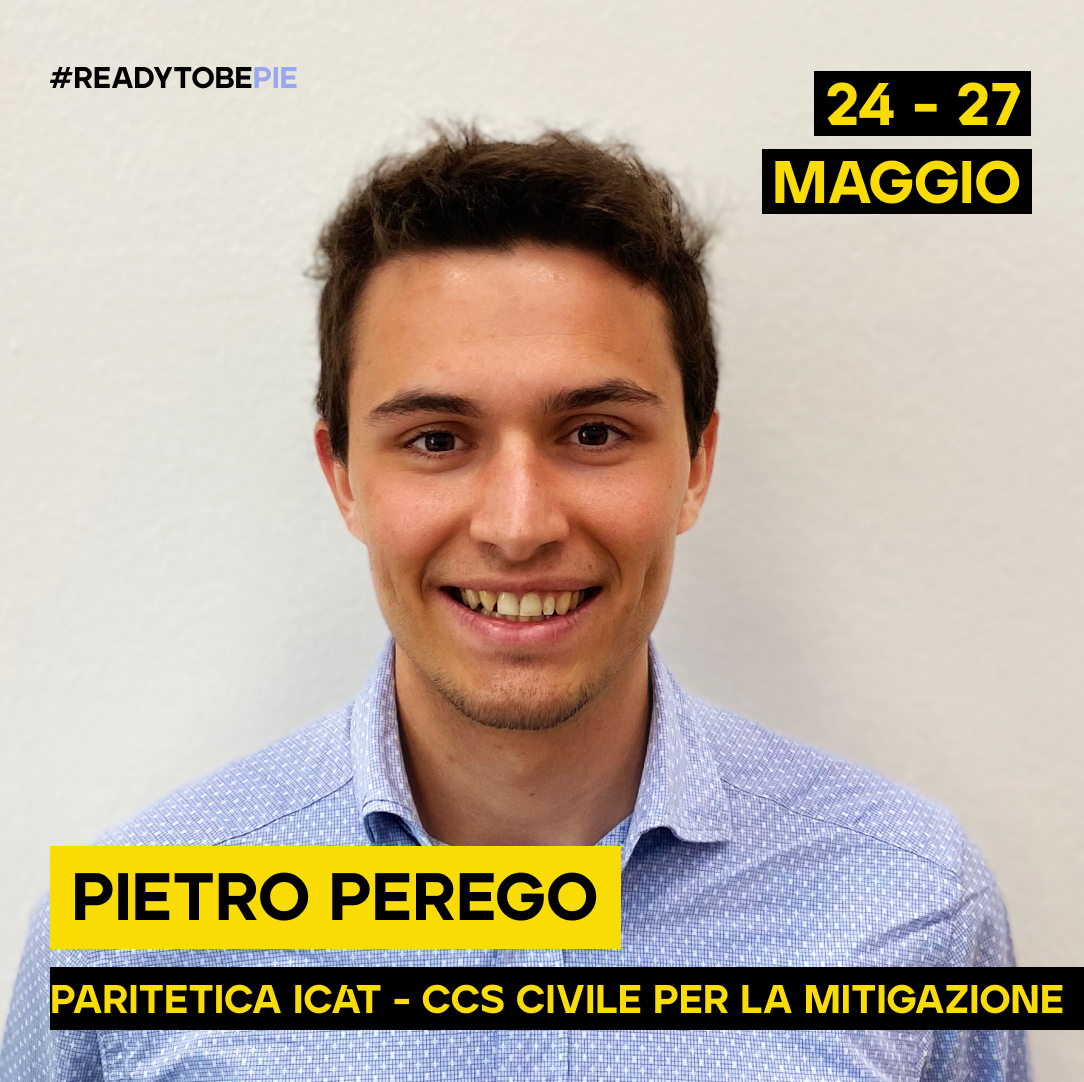 #READYTOBEPIE
24 - 27
MAGGIO
PIETRO PEREGO
PARITETICA ICAT - CCS CIVILE PER LA MITIGAZIONE